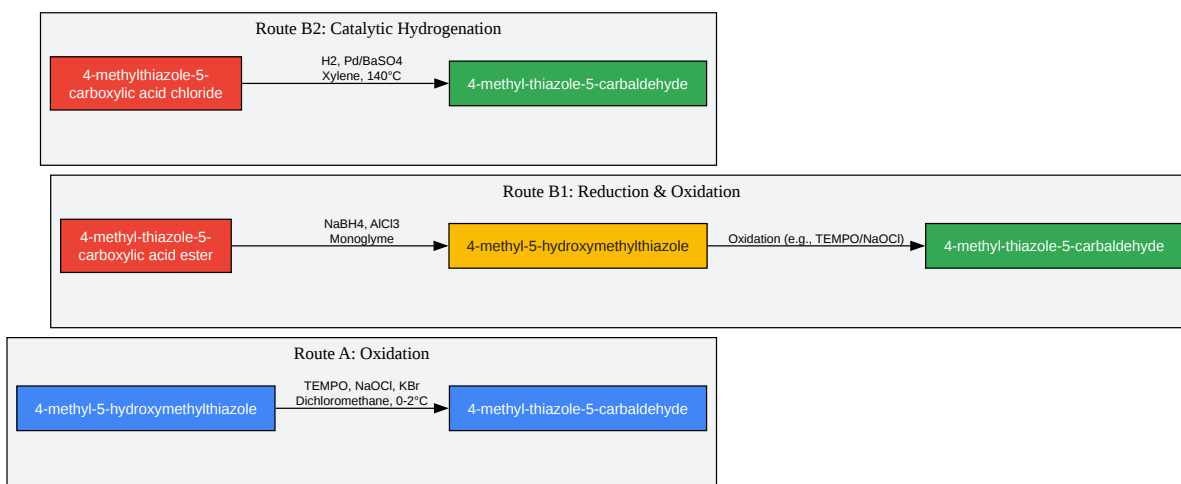 Route B2: Catalytic Hydrogenation
4-methylthiazole-5-
carboxylic acid chloride
H2, Pd/BaSO4
Xylene, 140°C
4-methyl-thiazole-5-carbaldehyde
Route B1: Reduction & Oxidation
4-methyl-thiazole-5-
carboxylic acid ester
NaBH4, AlCl3
Monoglyme
4-methyl-5-hydroxymethylthiazole
Oxidation (e.g., TEMPO/NaOCl)
4-methyl-thiazole-5-carbaldehyde
Route A: Oxidation
4-methyl-5-hydroxymethylthiazole
TEMPO, NaOCl, KBr
Dichloromethane, 0-2°C
4-methyl-thiazole-5-carbaldehyde